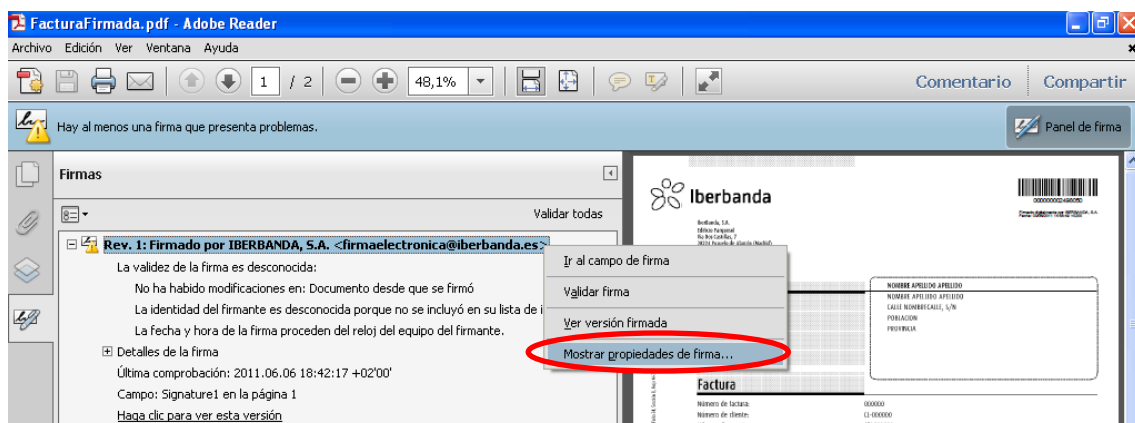 FacturaFirmada.pdf - Adobe Reader
Archivo Edición Ver Ventana Ayuda
1 / 2 48,1% Comentario Compartir
Hay al menos una firma que presenta problemas. Panel de firma
Firmas
Validar todas
Rev. 1: Firmado por IBERBANDA, S.A. <firmaelectronica@iberbanda.es>
La validez de la firma es desconocida:
No ha habido modificaciones en: Documento desde que se firmó
La identidad del firmante es desconocida porque no se incluyó en su lista de i
La fecha y hora de la firma proceden del reloj del equipo del firmante.
Detalles de la firma
Última comprobación: 2011.06.06 18:42:17 +02'00'
Campo: Signature1 en la página 1
Haga clic para ver esta versión
Ir al campo de firma
Validar firma
Ver versión firmada
Mostrar propiedades de firma...
Iberbanda
Iberbanda, S.A.
NOMBRE APELLIDO APELLIDO
NOMBRE APELLIDO APELLIDO
CALLE NOMBRECALLE, S/N
POBLACION
PROVINCIA
Factura
Número de factura: 000000
Número de cliente: CI-000000